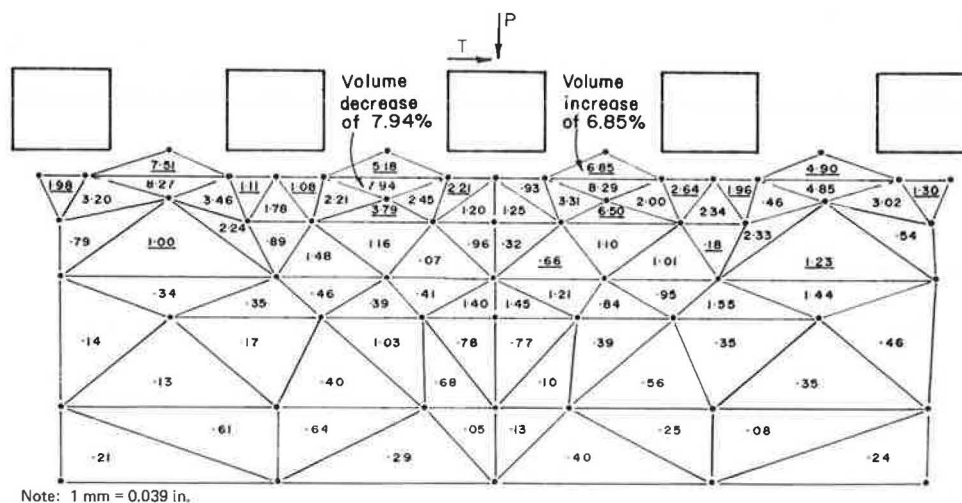 P
T
Volume decrease of 7.94%
Volume increase of 6.85%
7·51 5·18 6·85 4·90
1·98 8·27 1·11 1·08 7·94 2·21 ·93 8·29 2·64 1·96 4·85 1·30
3·20 3·46 1·78 2·21 2·45 3·31 2·00 ·46 3·02
3·79 1·20 1·25 6·50 2·34
·79 1·00 2·24 ·89 1·16 ·96 ·32 1·10 ·18 2·33 ·54
1·48 ·07 ·66 1·01 1·23
·34 ·35 ·46 ·39 ·41 1·40 1·45 1·21 ·84 ·95 1·55 1·44
·14 ·17 1·03 ·78 ·77 ·39 ·35 ·46
·13 ·40 ·68 ·10 ·56 ·35
·61 ·64 ·05 ·13 ·25 ·08
·21 ·29 ·40 ·24
Note: 1 mm = 0.039 in.